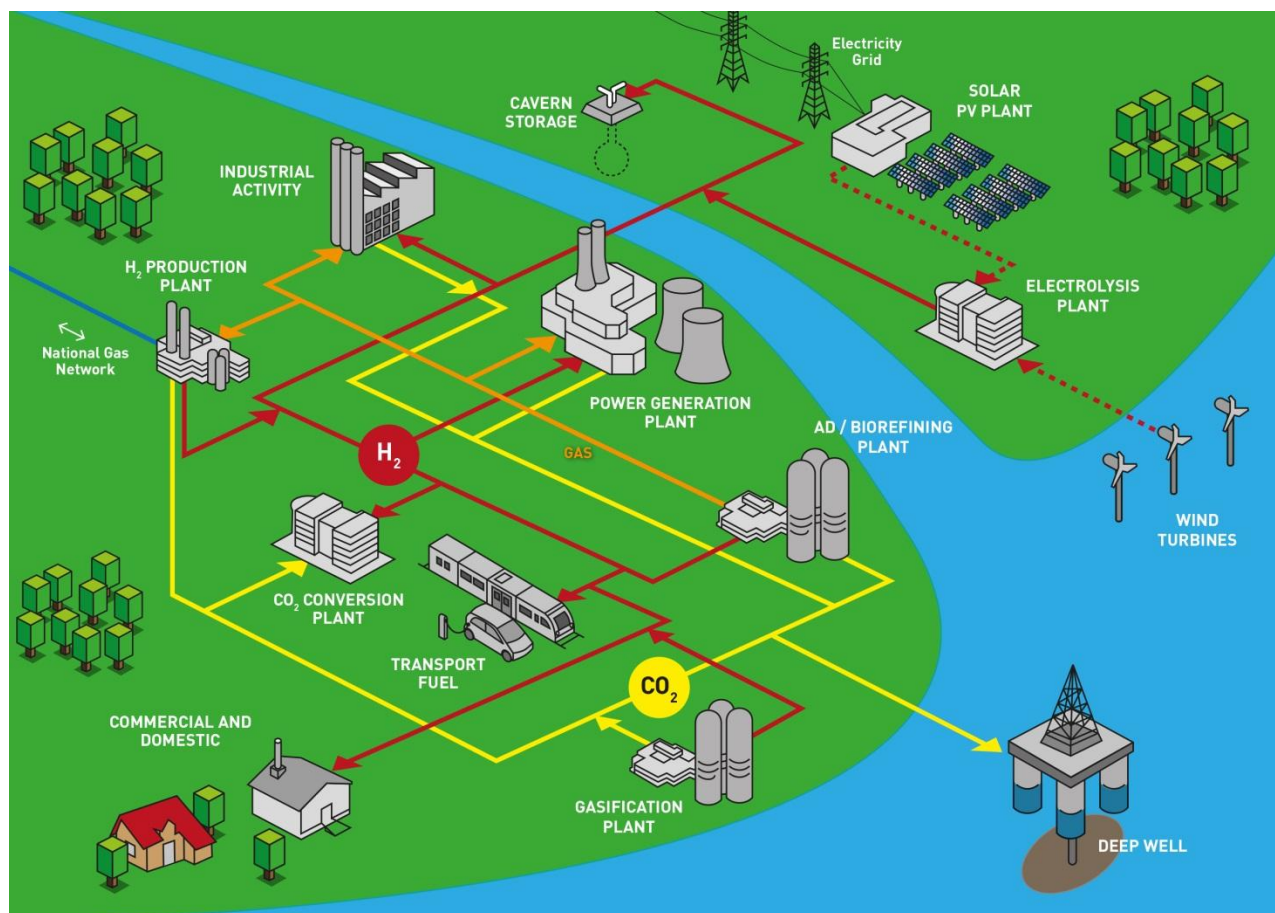 Electricity
Grid
CAVERN
STORAGE
SOLAR
PV PLANT
INDUSTRIAL
ACTIVITY
H₂ PRODUCTION
PLANT
ELECTROLYSIS
PLANT
National Gas
Network
POWER GENERATION
PLANT
AD / BIOREFINING
PLANT
H₂
GAS
WIND
TURBINES
CO₂ CONVERSION
PLANT
TRANSPORT
FUEL
CO₂
COMMERCIAL AND
DOMESTIC
GASIFICATION
PLANT
DEEP WELL